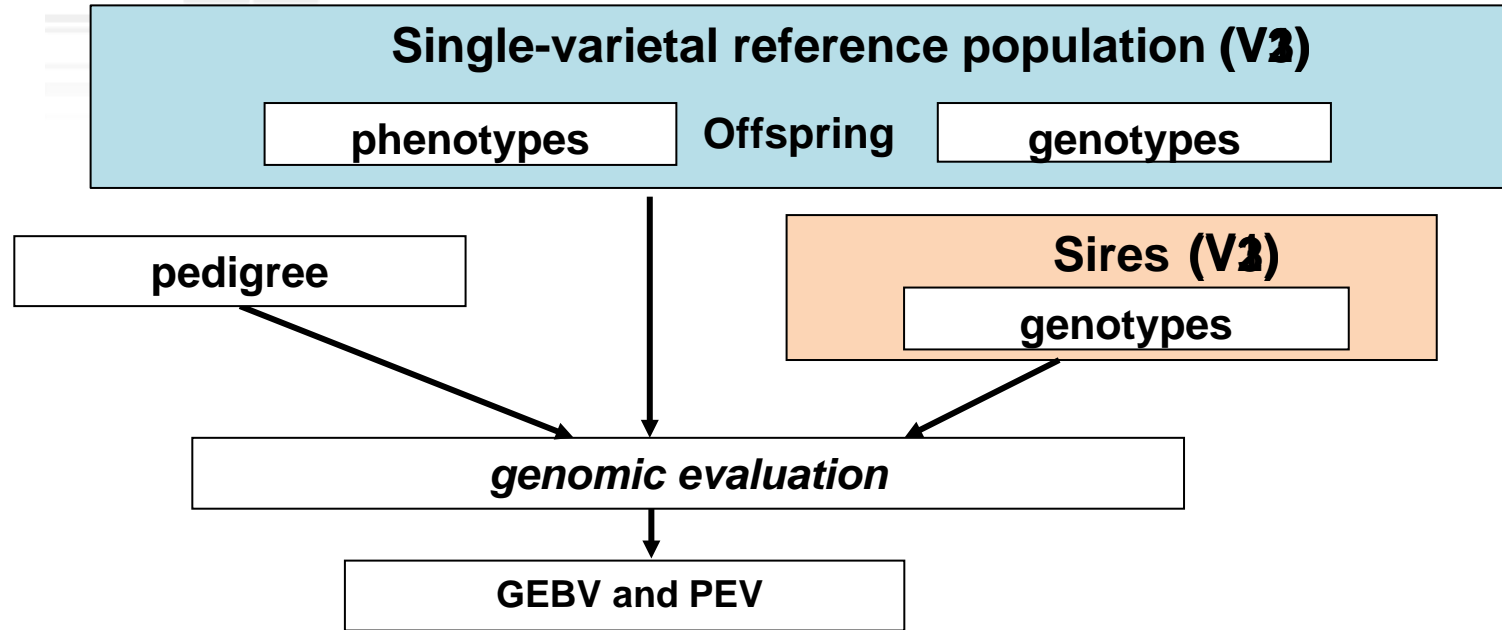 Single-varietal reference population
phenotypes Offspring genotypes
pedigree
Sires
genotypes
genomic evaluation
GEBV and PEV